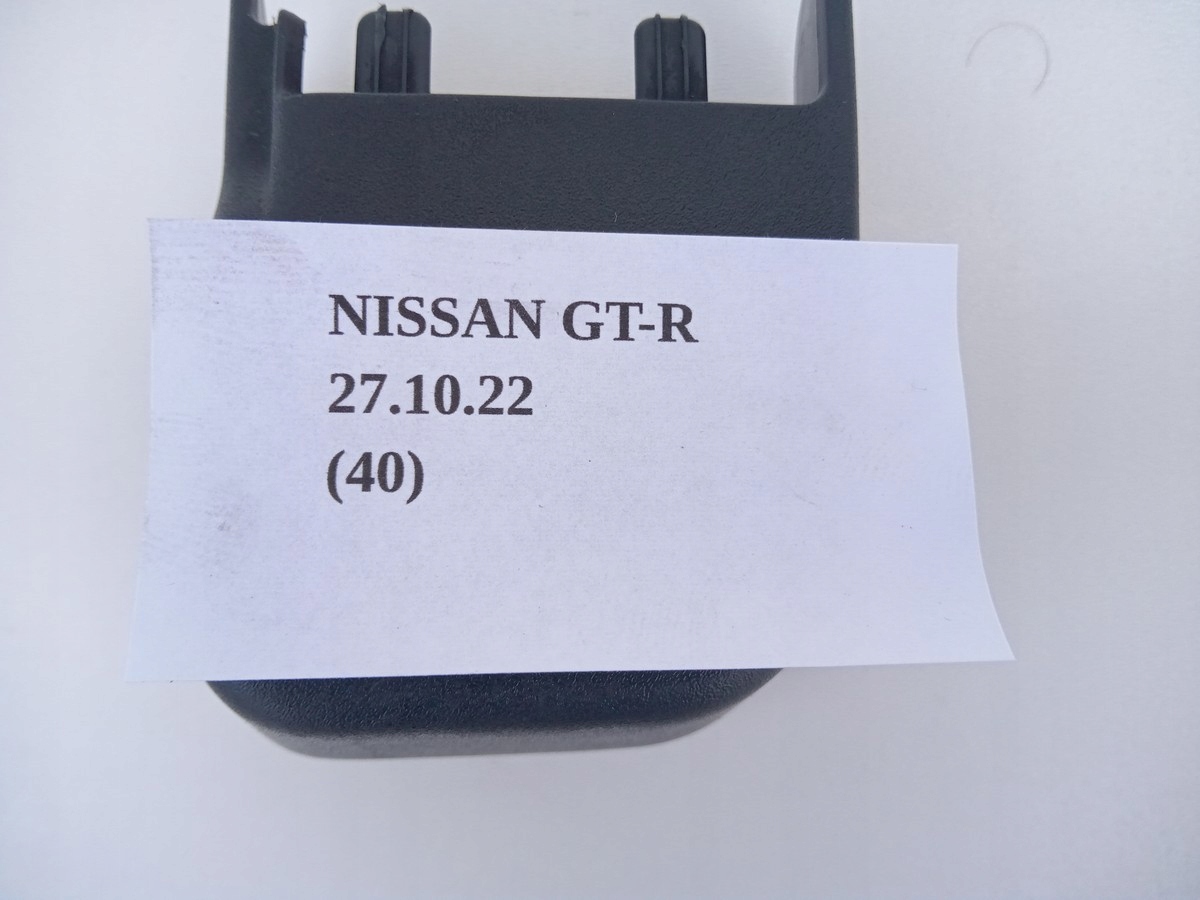 NISSAN GT-R
27.10.22
(40)